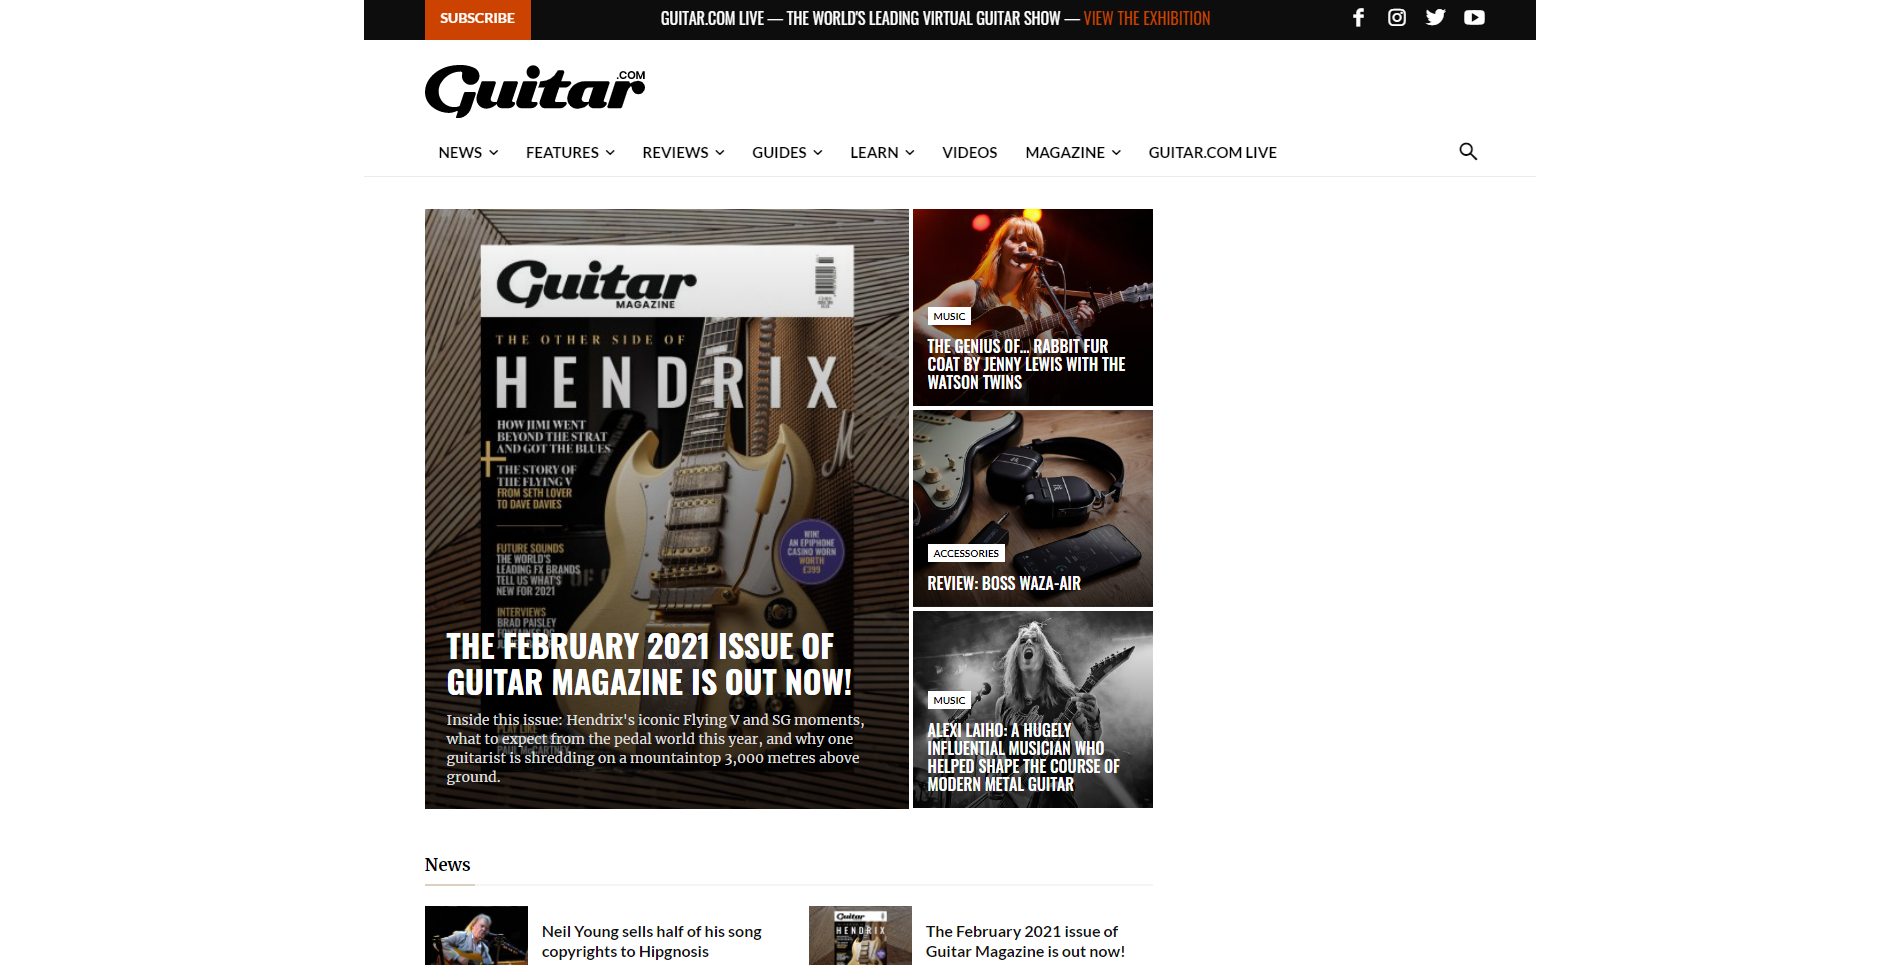 SUBSCRIBE
GUITAR.COM LIVE — THE WORLD'S LEADING VIRTUAL GUITAR SHOW — VIEW THE EXHIBITION
Guitar .COM
NEWS
FEATURES
REVIEWS
GUIDES
LEARN
VIDEOS
MAGAZINE
GUITAR.COM LIVE
Guitar
MAGAZINE
THE OTHER SIDE OF
HENDRIX
HOW JIMI WENT
BEYOND THE STRAT
AND GOT THE BLUES
+
THE STORY OF
THE FLYING V
FROM SETH LOVER
TO DAVE DAVIES
FUTURE SOUNDS
THE WORLD'S
LEADING FX BRANDS
TELL US WHAT'S
NEW FOR 2021
INTERVIEWS
BRAD PAISLEY
FONTAINES DC
WIN!
AN EPIPHONE
CASINO WORN
WORTH
£399
THE FEBRUARY 2021 ISSUE OF
GUITAR MAGAZINE IS OUT NOW!
Inside this issue: Hendrix's iconic Flying V and SG moments,
what to expect from the pedal world this year, and why one
guitarist is shredding on a mountaintop 3,000 metres above
ground.
PLAY LIKE
PAUL McCARTNEY
MUSIC
THE GENIUS OF... RABBIT FUR
COAT BY JENNY LEWIS WITH THE
WATSON TWINS
ACCESSORIES
REVIEW: BOSS WAZA-AIR
MUSIC
ALEXI LAIHO: A HUGELY
INFLUENTIAL MUSICIAN WHO
HELPED SHAPE THE COURSE OF
MODERN METAL GUITAR
News
Neil Young sells half of his song
copyrights to Hipgnosis
Guitar
HENDRIX
The February 2021 issue of
Guitar Magazine is out now!